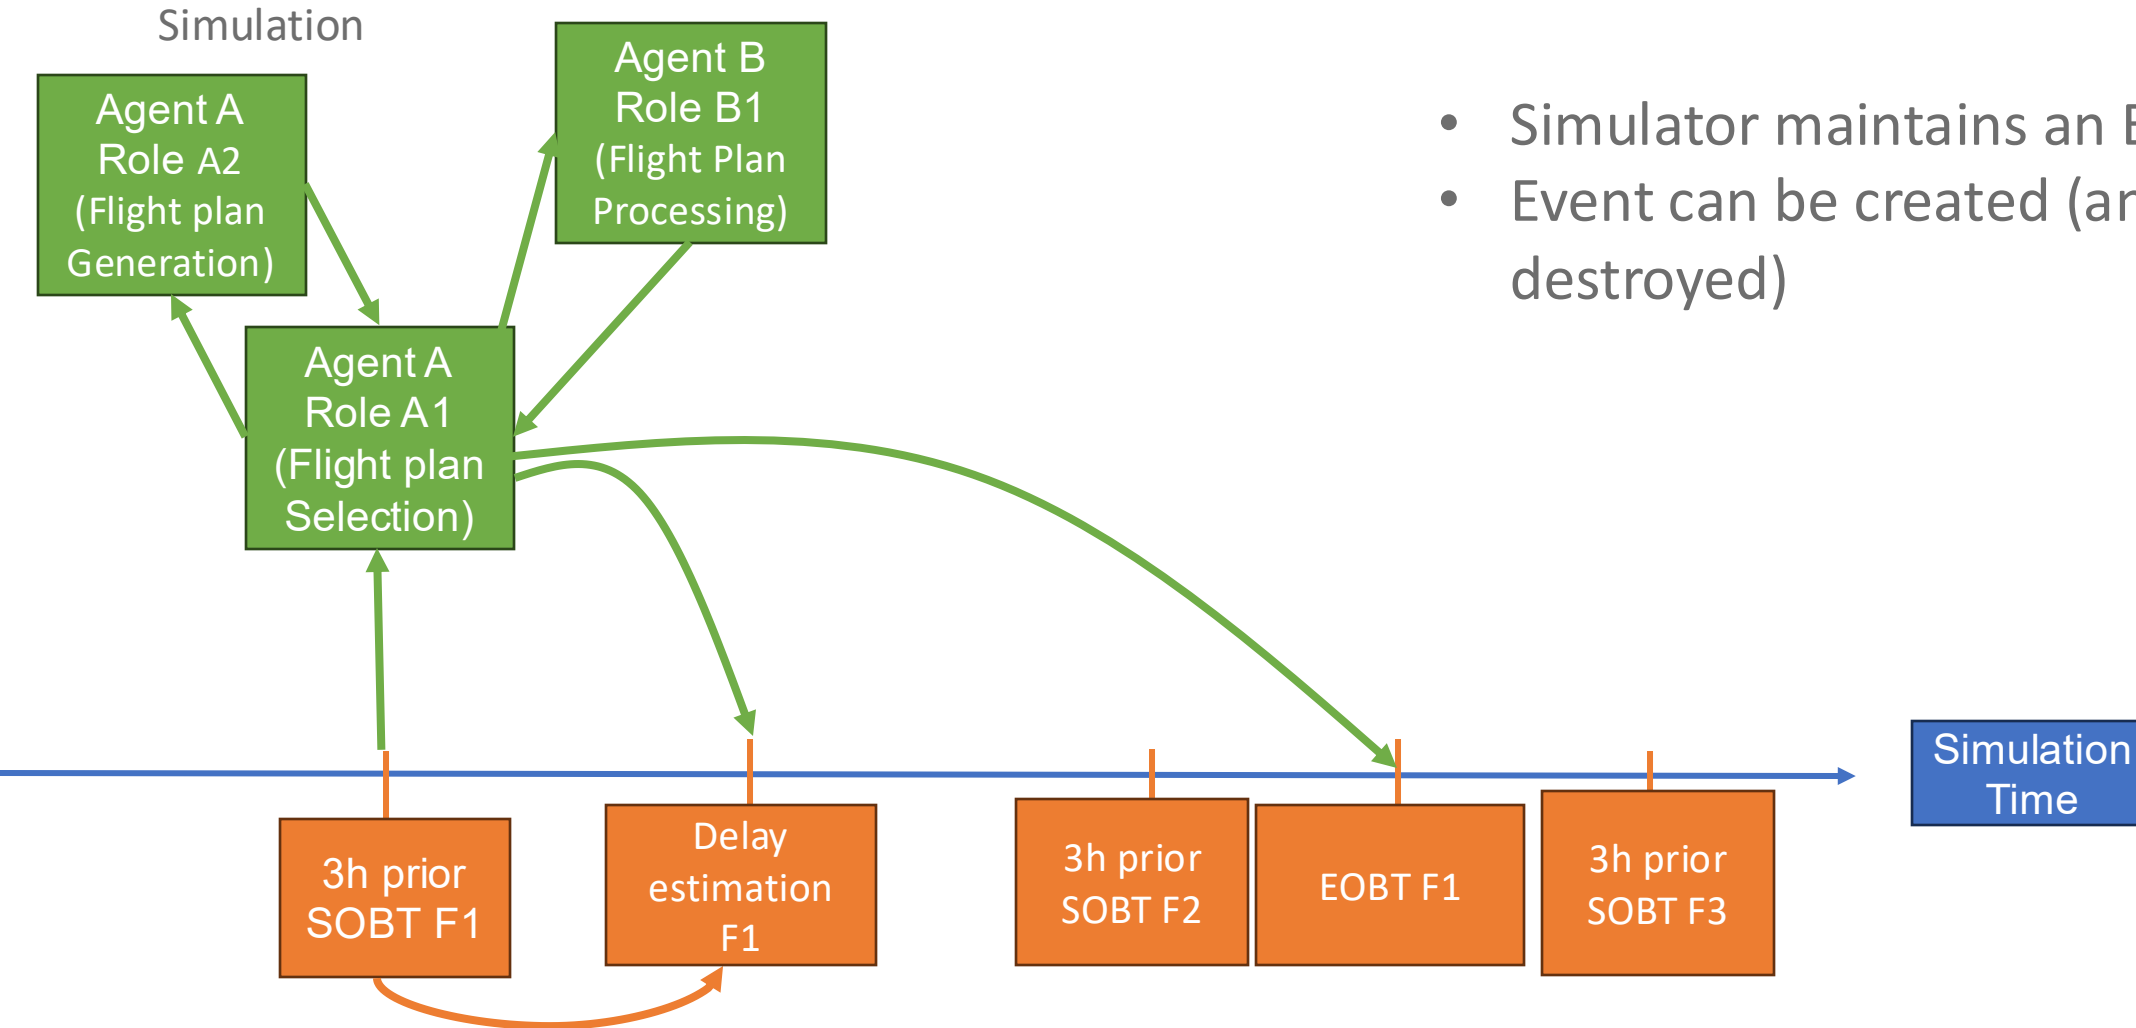 Simulation
Agent A
Role A2
(Flight plan
Generation)
Agent B
Role B1
(Flight Plan
Processing)
• Simulator maintains an
• Event can be created
destroyed)
Agent A
Role A1
(Flight plan
Selection)
Simulation
Time
3h prior
SOBT F1
Delay
estimation
F1
3h prior
SOBT F2
EOBT F1
3h prior
SOBT F3